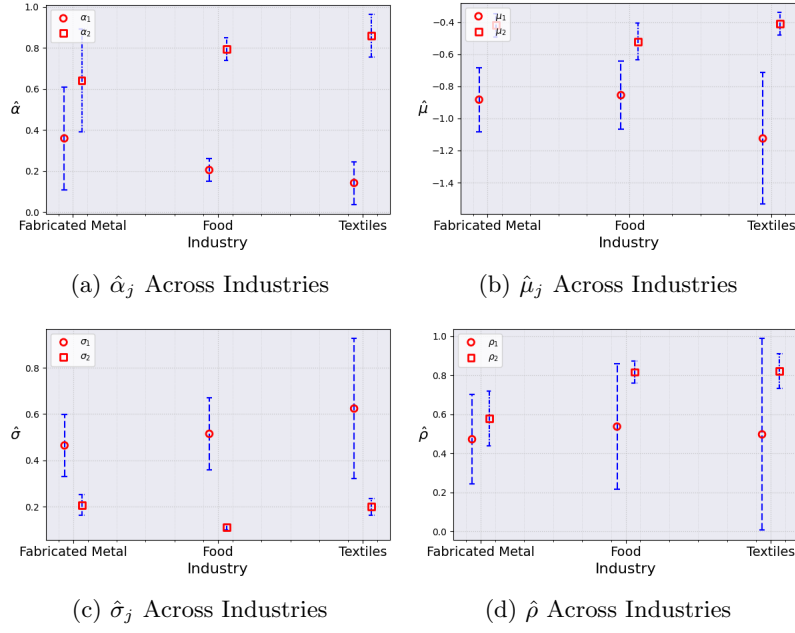 α₁
α₂
1.0
0.8
0.6
0.4
0.2
0.0
α̂
Fabricated Metal Food Textiles
Industry
(a) α̂ⱼ Across Industries
μ₁
μ₂
−0.4
−0.6
−0.8
−1.0
−1.2
−1.4
μ̂
Fabricated Metal Food Textiles
Industry
(b) μ̂ⱼ Across Industries
σ₁
σ₂
0.8
0.6
0.4
0.2
σ̂
Fabricated Metal Food Textiles
Industry
(c) σ̂ⱼ Across Industries
ρ₁
ρ₂
1.0
0.8
0.6
0.4
0.2
0.0
ρ̂
Fabricated Metal Food Textiles
Industry
(d) ρ̂ Across Industries